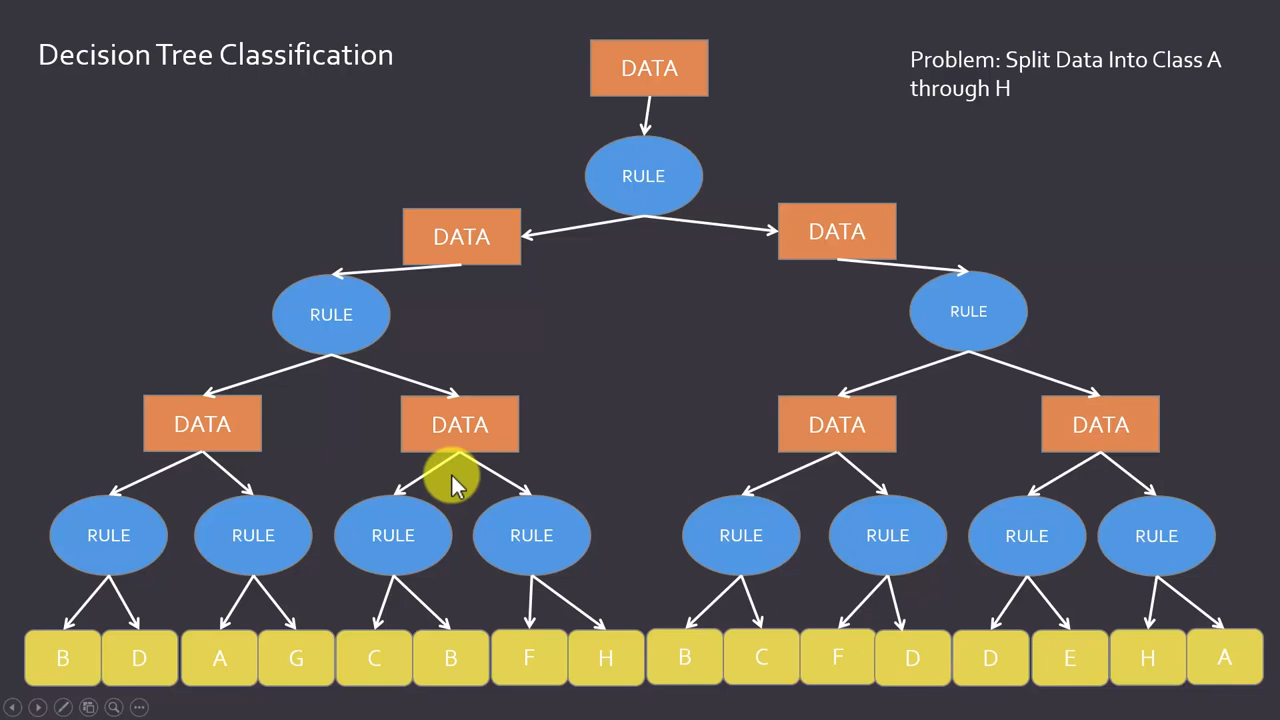 Decision Tree Classification
Problem: Split Data Into Class A
through H
DATA
RULE
DATA
DATA
RULE
RULE
DATA
DATA
DATA
DATA
RULE
RULE
RULE
RULE
RULE
RULE
RULE
RULE
B
D
A
G
C
B
F
H
B
C
F
D
D
E
H
A